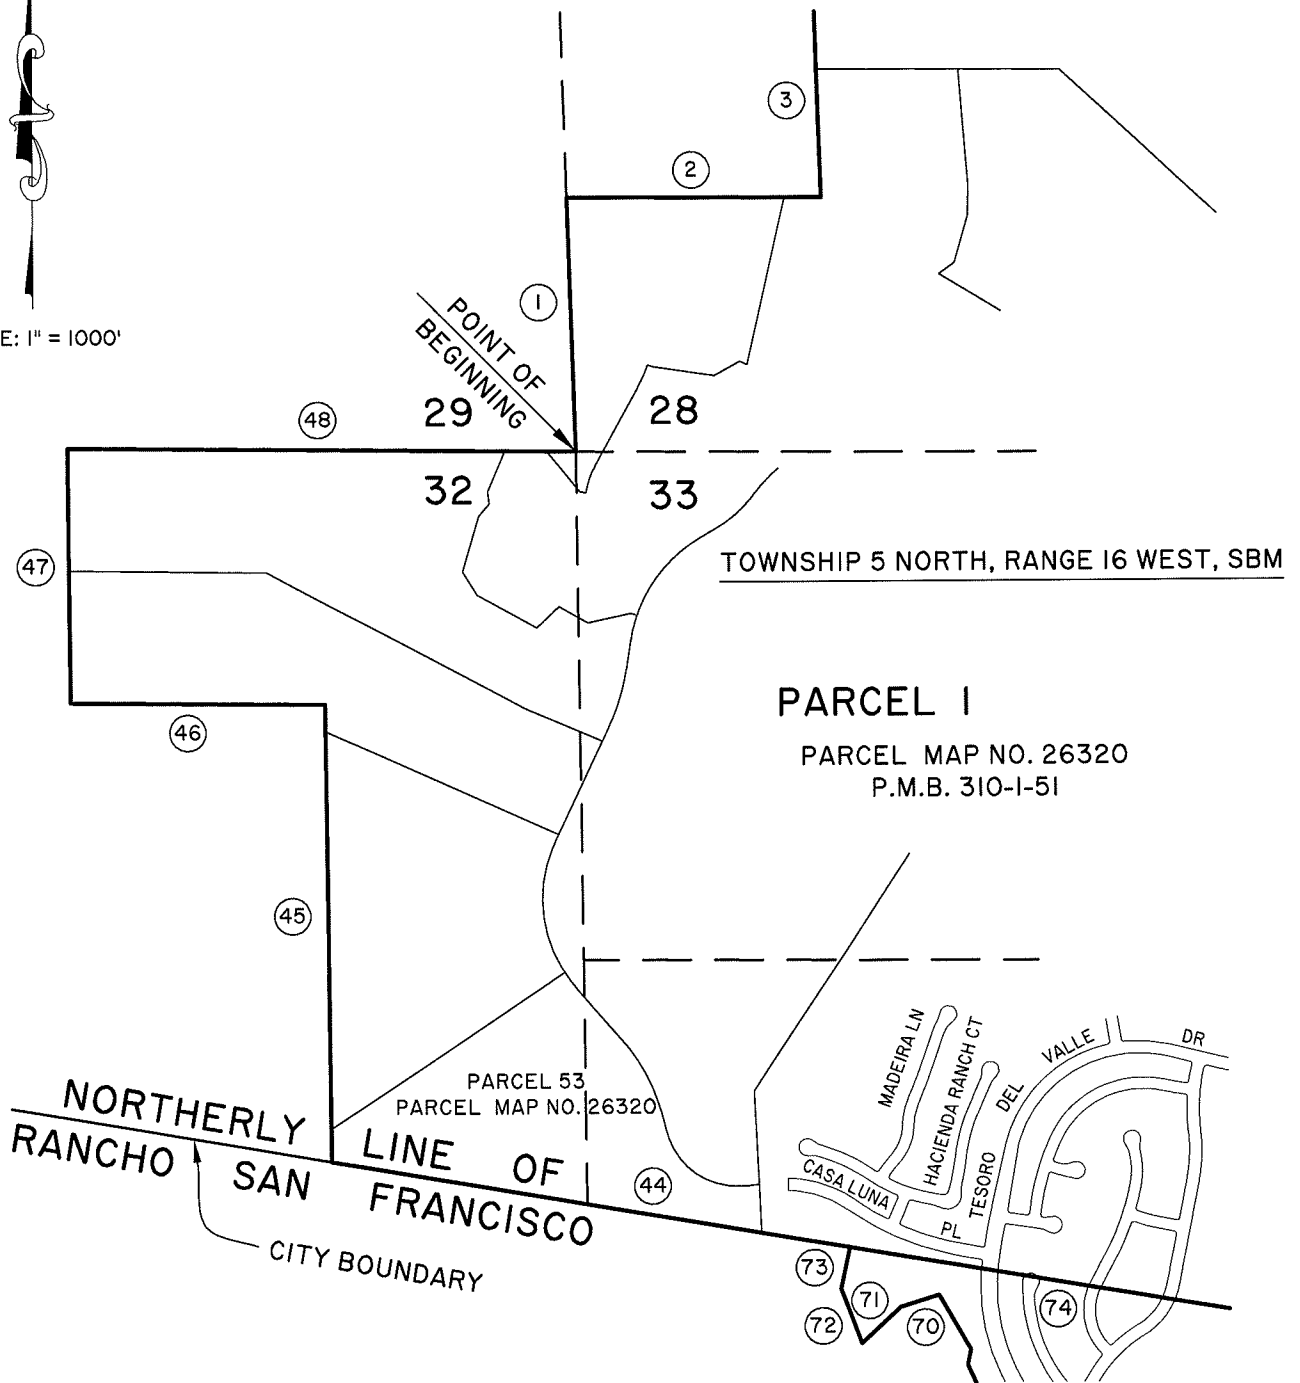 3
2
1
E: 1" = 1000'
POINT OF
BEGINNING
48
29
28
32
33
47
TOWNSHIP 5 NORTH, RANGE 16 WEST, SBM
PARCEL 1
PARCEL MAP NO. 26320
P.M.B. 310-1-51
46
45
MADEIRA LN
HACIENDA RANCH CT
TESORO DEL VALLE DR
CASA LUNA PL
PARCEL 53
PARCEL MAP NO. 26320
NORTHERLY LINE OF
RANCHO SAN FRANCISCO
44
CITY BOUNDARY
73
71
72
70
74